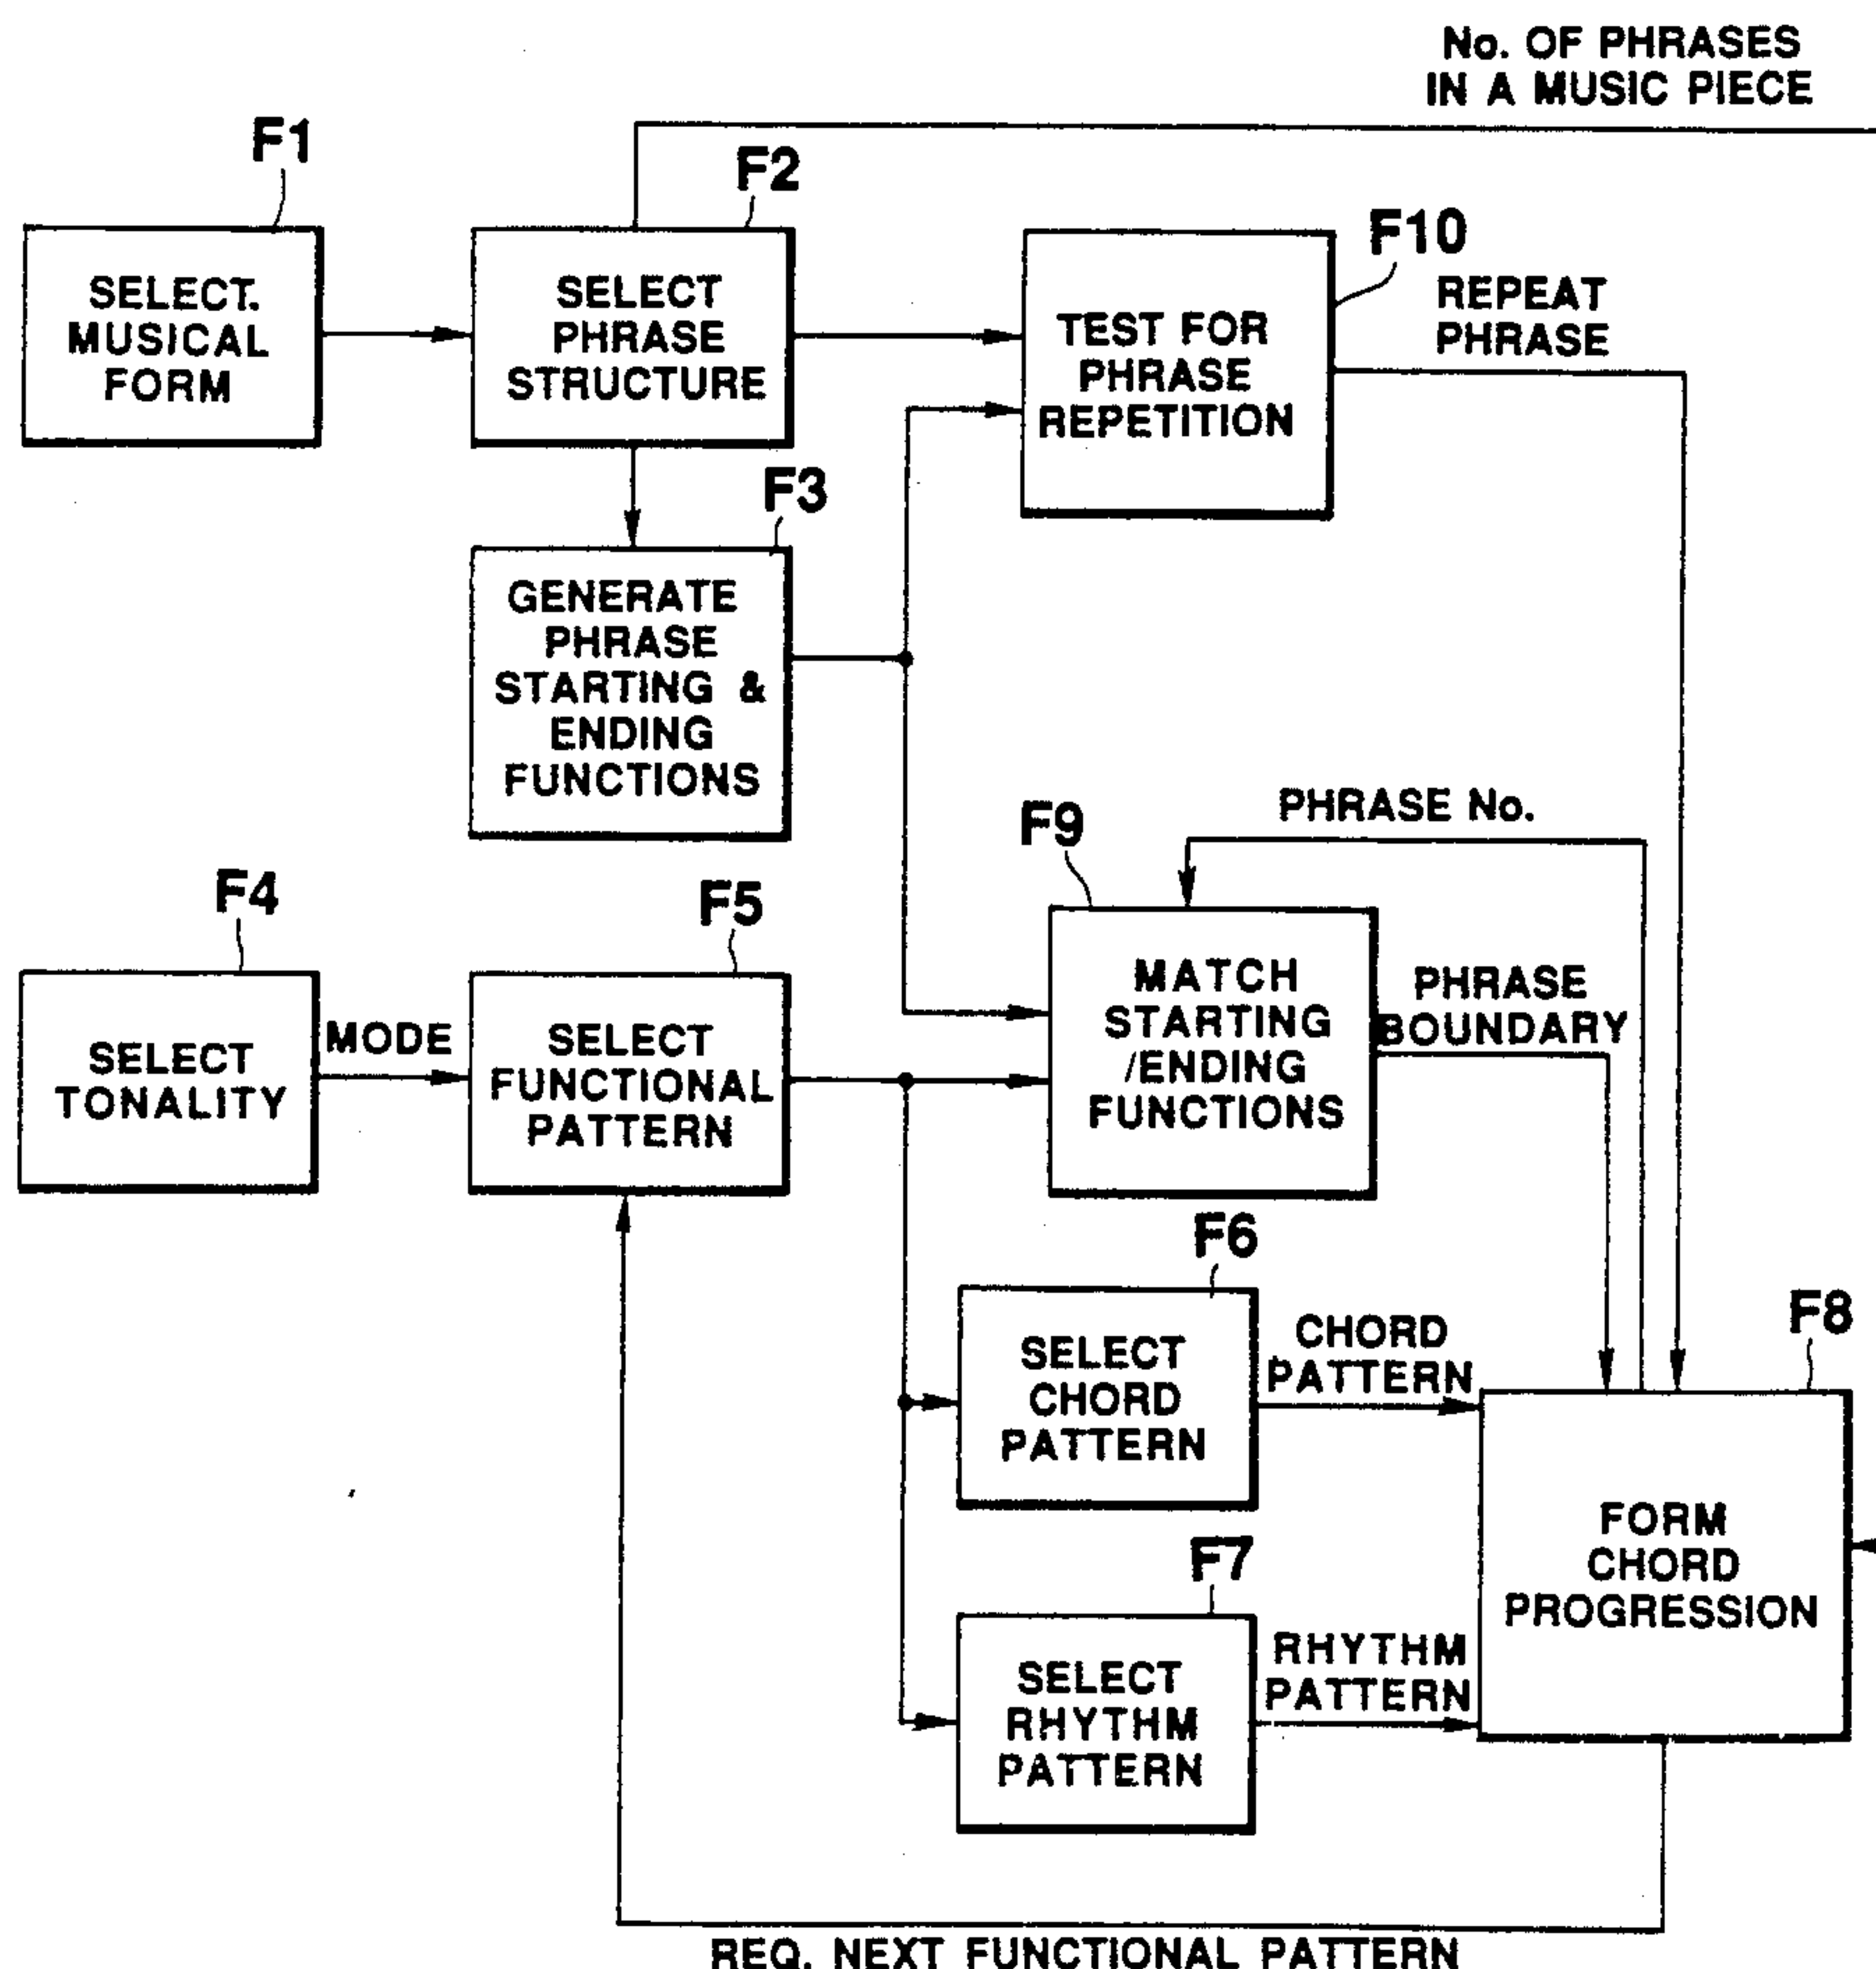 No. OF PHRASES
IN A MUSIC PIECE
F1
F2
F10
SELECT.
MUSICAL
FORM
SELECT
PHRASE
STRUCTURE
TEST FOR
PHRASE
REPETITION
REPEAT
PHRASE
F3
GENERATE
PHRASE
STARTING &
ENDING
FUNCTIONS
F9
PHRASE No.
F4
F5
SELECT
TONALITY
MODE
SELECT
FUNCTIONAL
PATTERN
MATCH
STARTING
/ENDING
FUNCTIONS
PHRASE
BOUNDARY
F6
SELECT
CHORD
PATTERN
CHORD
PATTERN
F8
FORM
CHORD
PROGRESSION
F7
SELECT
RHYTHM
PATTERN
RHYTHM
PATTERN
REQ. NEXT FUNCTIONAL PATTERN